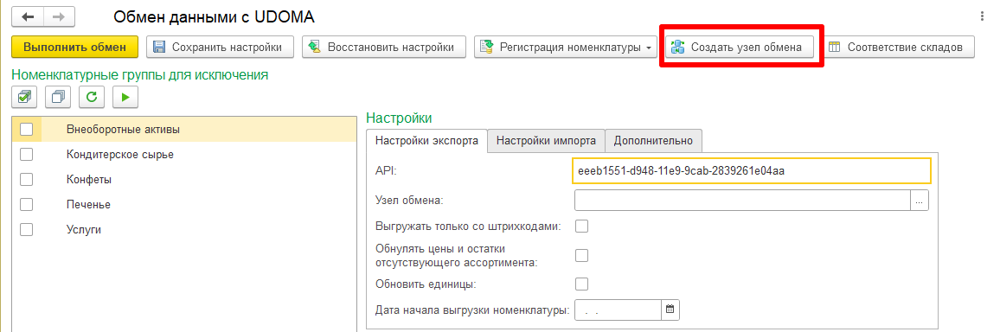 Обмен данными с UDOMA
Выполнить обмен Сохранить настройки Восстановить настройки Регистрация номенклатуры Создать узел обмена Соответствие складов
Номенклатурные группы для исключения
Внеоборотные активы
Кондитерское сырье
Конфеты
Печенье
Услуги
Настройки
Настройки экспорта Настройки импорта Дополнительно
API: eeeb1551-d948-11e9-9cab-2839261e04aa
Узел обмена: ...
Выгружать только со штрихкодами:
Обнулять цены и остатки
отсутствующего ассортимента:
Обновить единицы:
Дата начала выгрузки номенклатуры: . .